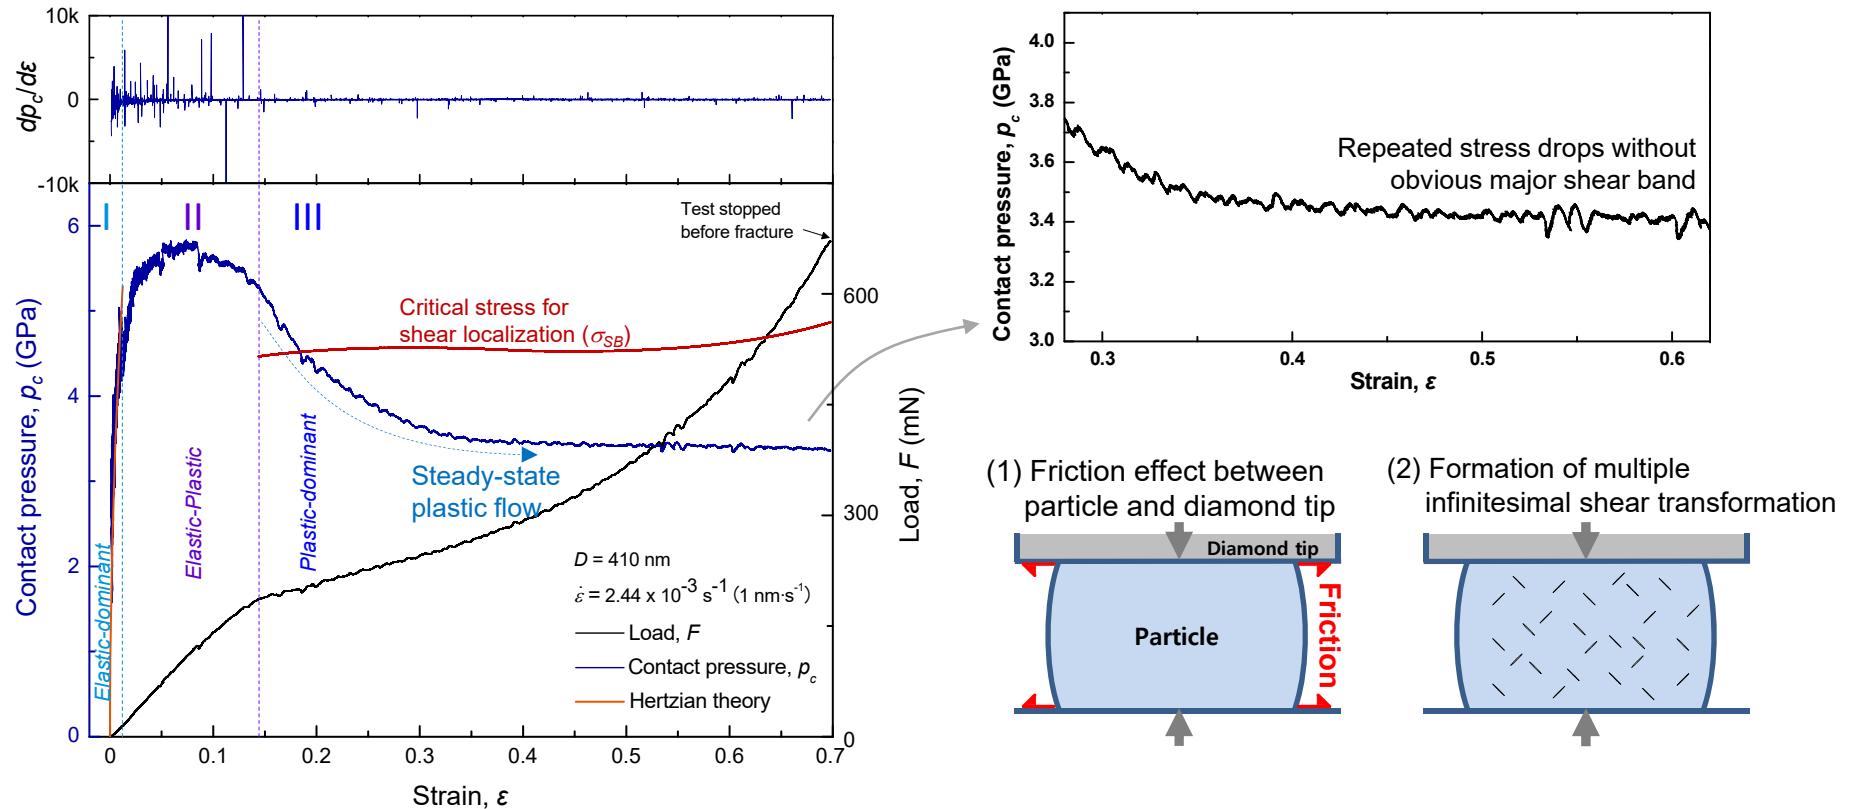 10k
0
-10k
dp_c/dε
I
II
III
6
4
2
0
Contact pressure, p_c (GPa)
Test stopped
before fracture
Critical stress for
shear localization (σ_SB)
Steady-state
plastic flow
Elastic-dominant
Elastic-Plastic
Plastic-dominant
D = 410 nm
ε̇ = 2.44 x 10⁻³ s⁻¹ (1 nm·s⁻¹)
Load, F
Contact pressure, p_c
Hertzian theory
600
300
0
Load, F (mN)
0 0.1 0.2 0.3 0.4 0.5 0.6 0.7
Strain, ε
4.0
3.8
3.6
3.4
3.2
3.0
Contact pressure, p_c (GPa)
Repeated stress drops without
obvious major shear band
0.3 0.4 0.5 0.6
Strain, ε
(1) Friction effect between
particle and diamond tip
Diamond tip
Particle
Friction
(2) Formation of multiple
infinitesimal shear transformation